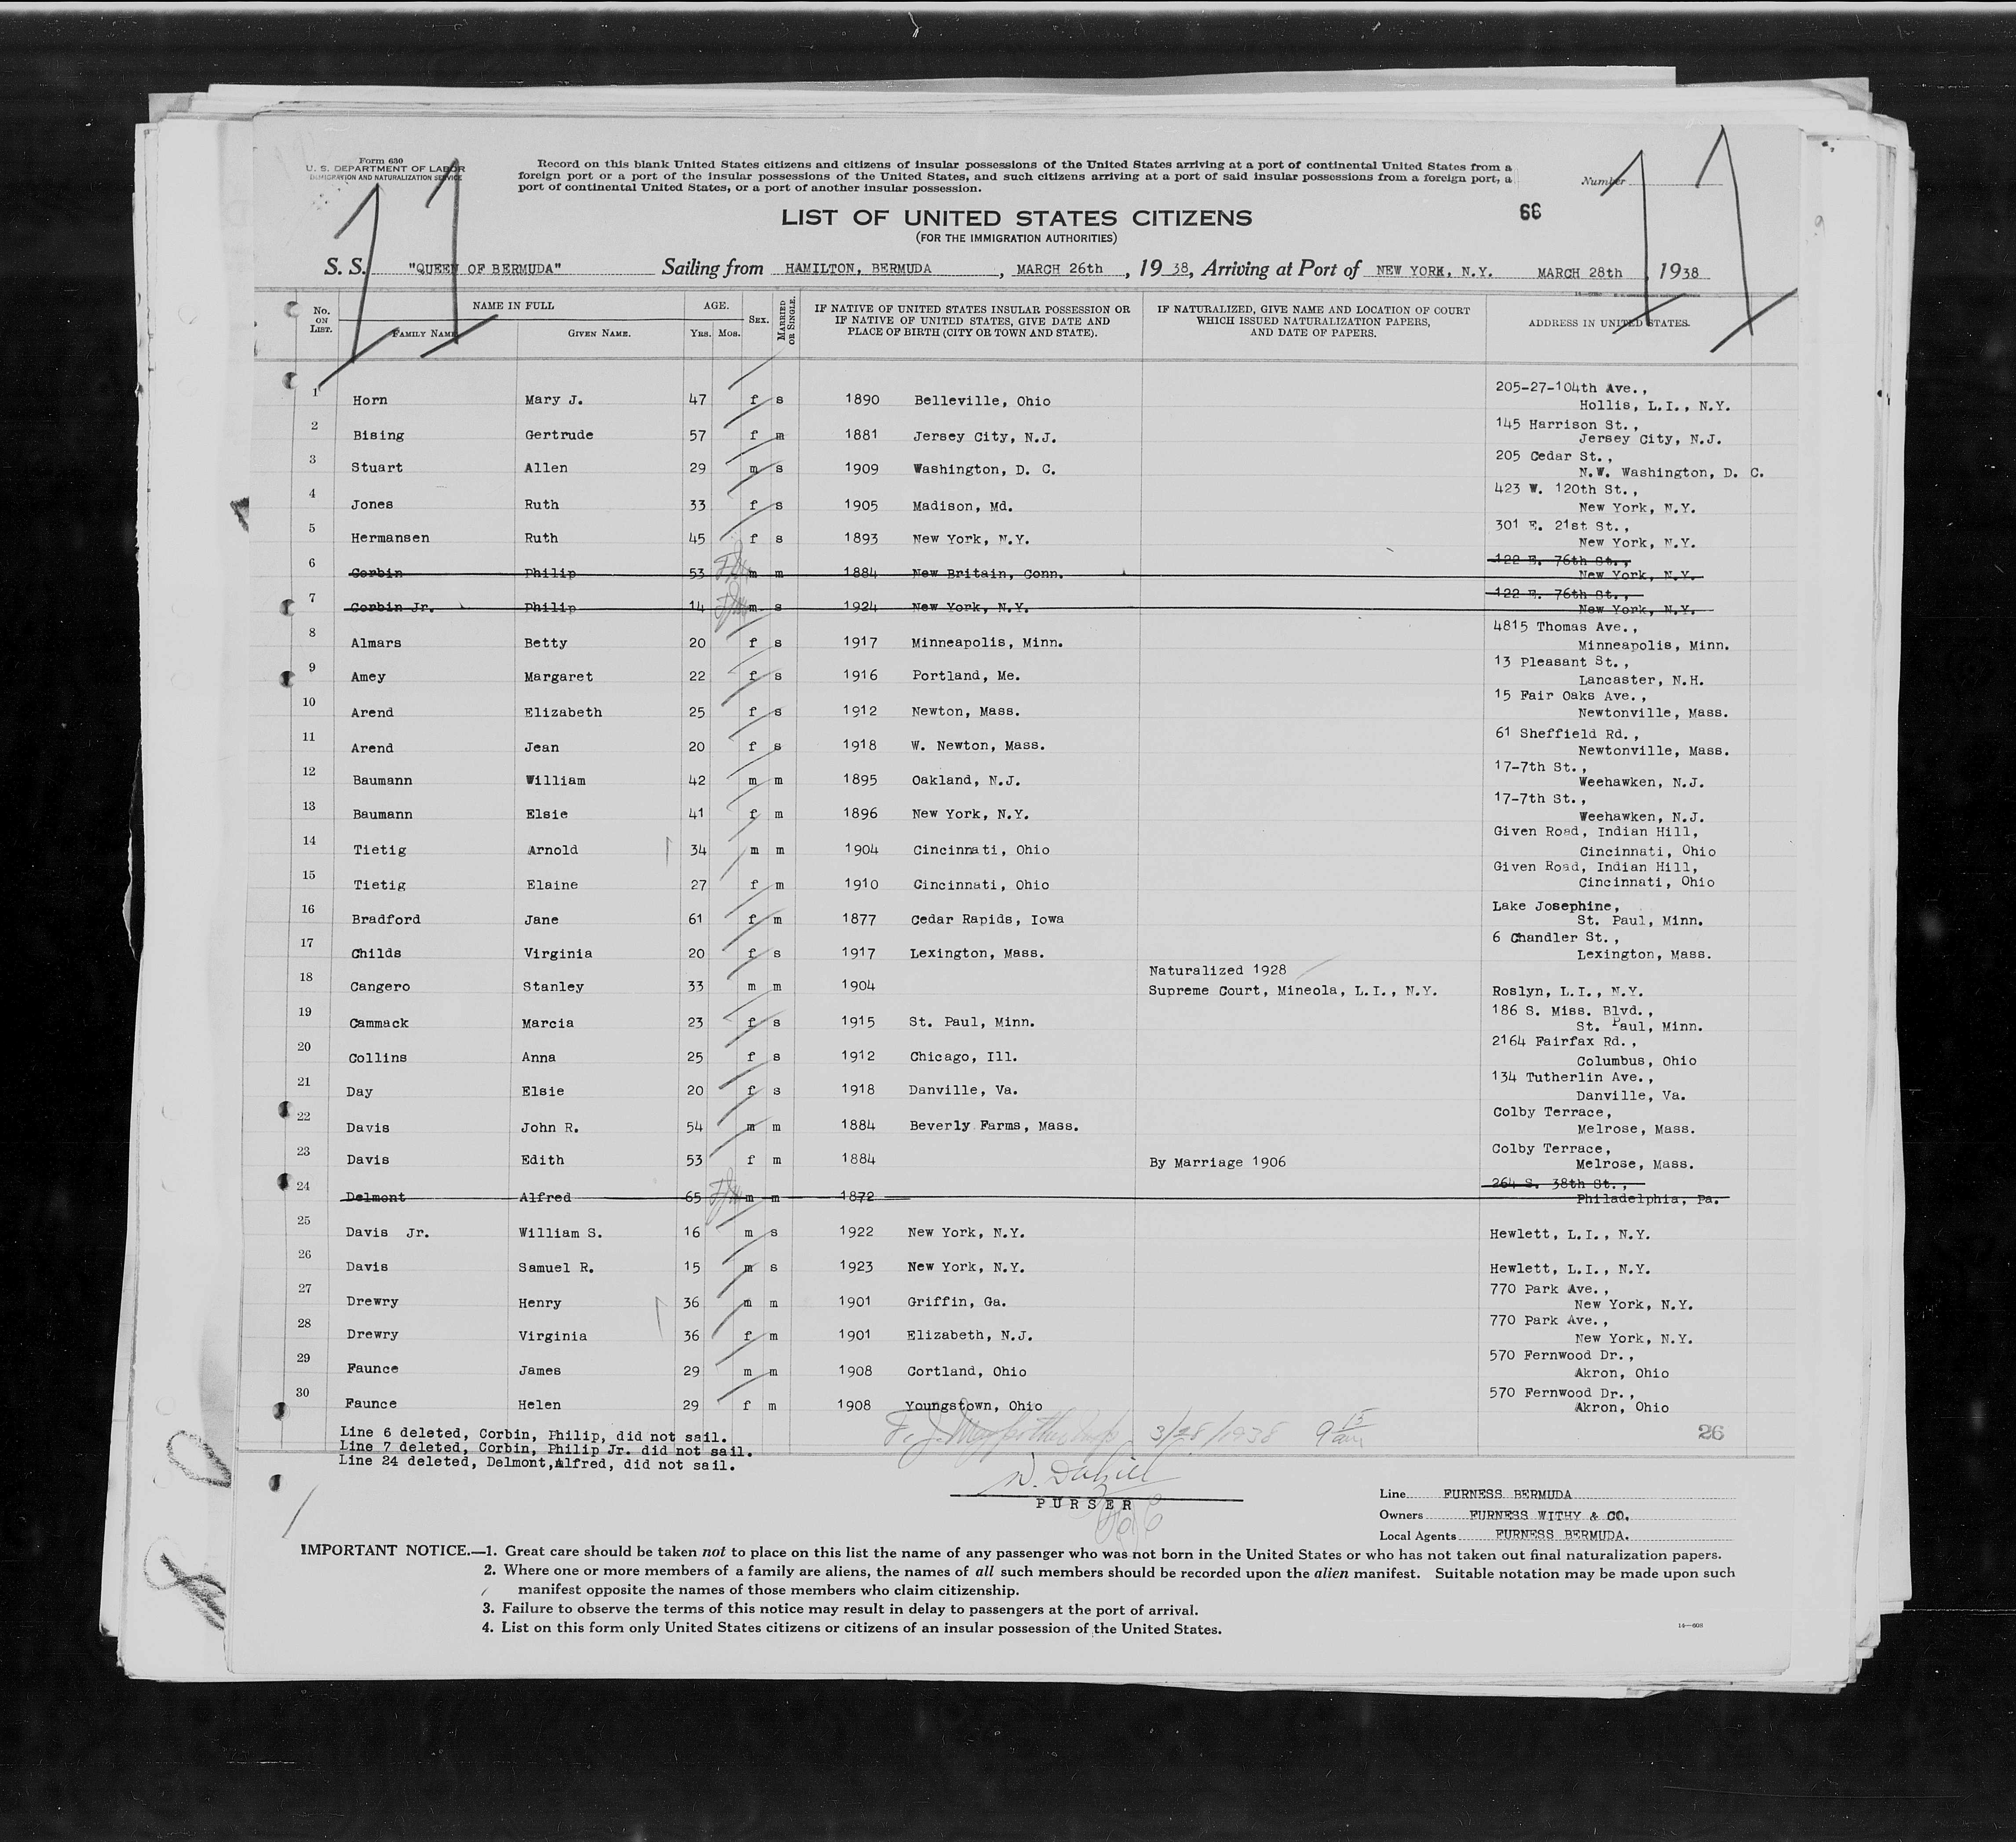 Form 630
U. S. DEPARTMENT OF LABOR
IMMIGRATION AND NATURALIZATION SERVICE
Record on this blank United States citizens and citizens of insular possessions of the United States arriving at a port of continental United States from a
foreign port or a port of the insular possessions of the United States, and such citizens arriving at a port of said insular possessions from a foreign port, a
port of continental United States, or a port of another insular possession.
Number
11
11
66
LIST OF UNITED STATES CITIZENS
(FOR THE IMMIGRATION AUTHORITIES)
S. S. "QUEEN OF BERMUDA" Sailing from HAMILTON, BERMUDA, MARCH 26th, 19 38, Arriving at Port of NEW YORK, N.Y. MARCH 28th, 19 38
No. ON LIST. NAME IN FULL AGE. SEX. MARRIED OR SINGLE. IF NATIVE OF UNITED STATES INSULAR POSSESSION OR IF NATIVE OF UNITED STATES, GIVE DATE AND PLACE OF BIRTH (CITY OR TOWN AND STATE). IF NATURALIZED, GIVE NAME AND LOCATION OF COURT WHICH ISSUED NATURALIZATION PAPERS, AND DATE OF PAPERS. ADDRESS IN UNITED STATES.
FAMILY NAME. GIVEN NAME. YRS. MOS.
1 Horn Mary J. 47 f s 1890 Belleville, Ohio 205-27-104th Ave., Hollis, L.I., N.Y.
2 Bising Gertrude 57 f m 1881 Jersey City, N.J. 145 Harrison St., Jersey City, N.J.
3 Stuart Allen 29 m s 1909 Washington, D. C. 205 Cedar St., N.W. Washington, D. C.
4 Jones Ruth 33 f s 1905 Madison, Md. 423 W. 120th St., New York, N.Y.
5 Hermansen Ruth 45 f s 1893 New York, N.Y. 301 E. 21st St., New York, N.Y.
6 Corbin Philip 53 m m 1884 New Britain, Conn. 122 E. 76th St., New York, N.Y.
7 Corbin Jr. Philip 14 m s 1924 New York, N.Y. 122 E. 76th St., New York, N.Y.
8 Almars Betty 20 f s 1917 Minneapolis, Minn. 4815 Thomas Ave., Minneapolis, Minn.
9 Amey Margaret 22 f s 1916 Portland, Me. 13 Pleasant St., Lancaster, N.H.
10 Arend Elizabeth 25 f s 1912 Newton, Mass. 15 Fair Oaks Ave., Newtonville, Mass.
11 Arend Jean 20 f s 1918 W. Newton, Mass. 61 Sheffield Rd., Newtonville, Mass.
12 Baumann William 42 m m 1895 Oakland, N.J. 17-7th St., Weehawken, N.J.
13 Baumann Elsie 41 f m 1896 New York, N.Y. 17-7th St., Weehawken, N.J.
14 Tietig Arnold 34 m m 1904 Cincinnati, Ohio Given Road, Indian Hill, Cincinnati, Ohio
15 Tietig Elaine 27 f m 1910 Cincinnati, Ohio Given Road, Indian Hill, Cincinnati, Ohio
16 Bradford Jane 61 f m 1877 Cedar Rapids, Iowa Lake Josephine, St. Paul, Minn.
17 Childs Virginia 20 f s 1917 Lexington, Mass. 6 Chandler St., Lexington, Mass.
18 Cangero Stanley 33 m m 1904 Naturalized 1928 Supreme Court, Mineola, L.I., N.Y. Roslyn, L.I., N.Y.
19 Cammack Marcia 23 f s 1915 St. Paul, Minn. 186 S. Miss. Blvd., St. Paul, Minn.
20 Collins Anna 25 f s 1912 Chicago, Ill. 2164 Fairfax Rd., Columbus, Ohio
21 Day Elsie 20 f s 1918 Danville, Va. 134 Tutherlin Ave., Danville, Va.
22 Davis John R. 54 m m 1884 Beverly Farms, Mass. Colby Terrace, Melrose, Mass.
23 Davis Edith 53 f m 1884 By Marriage 1906 Colby Terrace, Melrose, Mass.
24 Delmont Alfred 65 m m 1872 264 S. 38th St., Philadelphia, Pa.
25 Davis Jr. William S. 16 m s 1922 New York, N.Y. Hewlett, L.I., N.Y.
26 Davis Samuel R. 15 m s 1923 New York, N.Y. Hewlett, L.I., N.Y.
27 Drewry Henry 36 m m 1901 Griffin, Ga. 770 Park Ave., New York, N.Y.
28 Drewry Virginia 36 f m 1901 Elizabeth, N.J. 770 Park Ave., New York, N.Y.
29 Faunce James 29 m m 1908 Cortland, Ohio 570 Fernwood Dr., Akron, Ohio
30 Faunce Helen 29 f m 1908 Youngstown, Ohio 570 Fernwood Dr., Akron, Ohio
Line 6 deleted, Corbin, Philip, did not sail.
Line 7 deleted, Corbin, Philip Jr. did not sail.
Line 24 deleted, Delmont, Alfred, did not sail.
3/28/1938 9 15 am
26
PURSER
Line FURNESS BERMUDA
Owners FURNESS WITHY & CO.
Local Agents FURNESS BERMUDA.
IMPORTANT NOTICE.—1. Great care should be taken not to place on this list the name of any passenger who was not born in the United States or who has not taken out final naturalization papers.
2. Where one or more members of a family are aliens, the names of all such members should be recorded upon the alien manifest. Suitable notation may be made upon such
manifest opposite the names of those members who claim citizenship.
3. Failure to observe the terms of this notice may result in delay to passengers at the port of arrival.
4. List on this form only United States citizens or citizens of an insular possession of the United States.
14—608